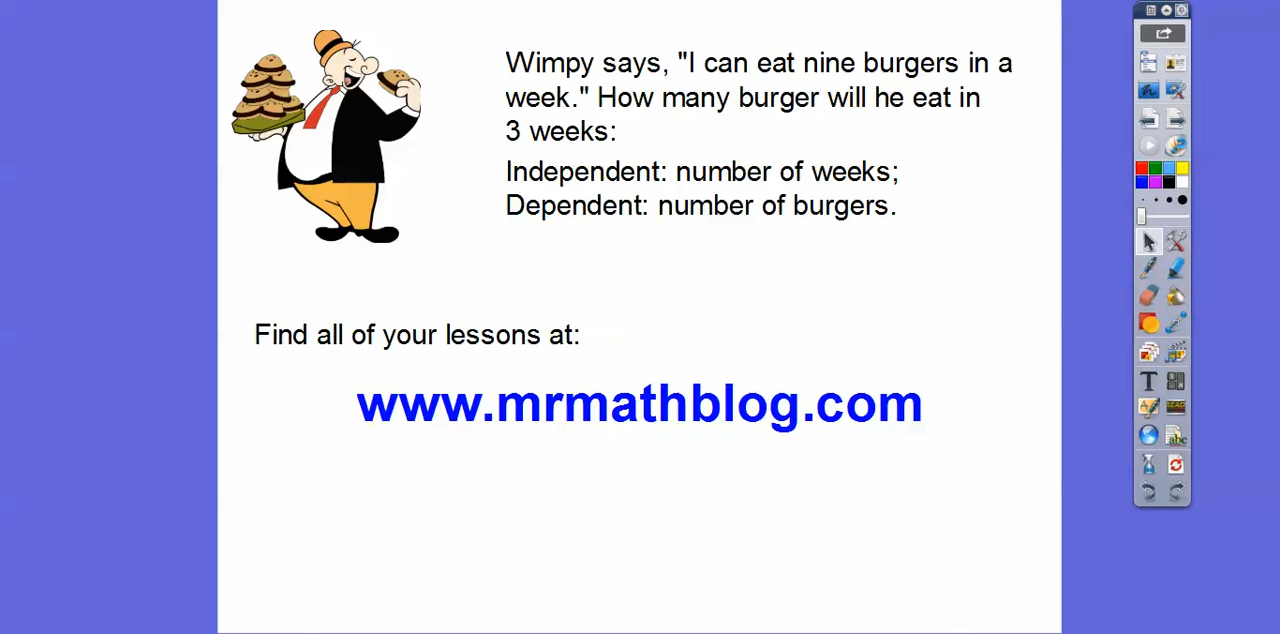 Wimpy says, "I can eat nine burgers in a
week." How many burger will he eat in
3 weeks:
Independent: number of weeks;
Dependent: number of burgers.
Find all of your lessons at:
www.mrmathblog.com